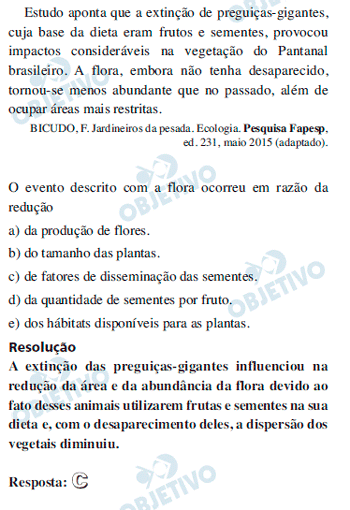 Estudo aponta que a extinção de preguiças-gigantes,
cuja base da dieta eram frutos e sementes, provocou
impactos consideráveis na vegetação do Pantanal
brasileiro. A flora, embora não tenha desaparecido,
tornou-se menos abundante que no passado, além de
ocupar áreas mais restritas.
BICUDO, F. Jardineiros da pesada. Ecologia. Pesquisa Fapesp,
ed. 231, maio 2015 (adaptado).
O evento descrito com a flora ocorreu em razão da
redução
a) da produção de flores.
b) do tamanho das plantas.
c) de fatores de disseminação das sementes.
d) da quantidade de sementes por fruto.
e) dos hábitats disponíveis para as plantas.
Resolução
A extinção das preguiças-gigantes influenciou na
redução da área e da abundância da flora devido ao
fato desses animais utilizarem frutas e sementes na sua
dieta e, com o desaparecimento deles, a dispersão dos
vegetais diminuiu.
Resposta: C
OBJETIVO
OBJETIVO
OBJETIVO
OBJETIVO
OBJETIVO